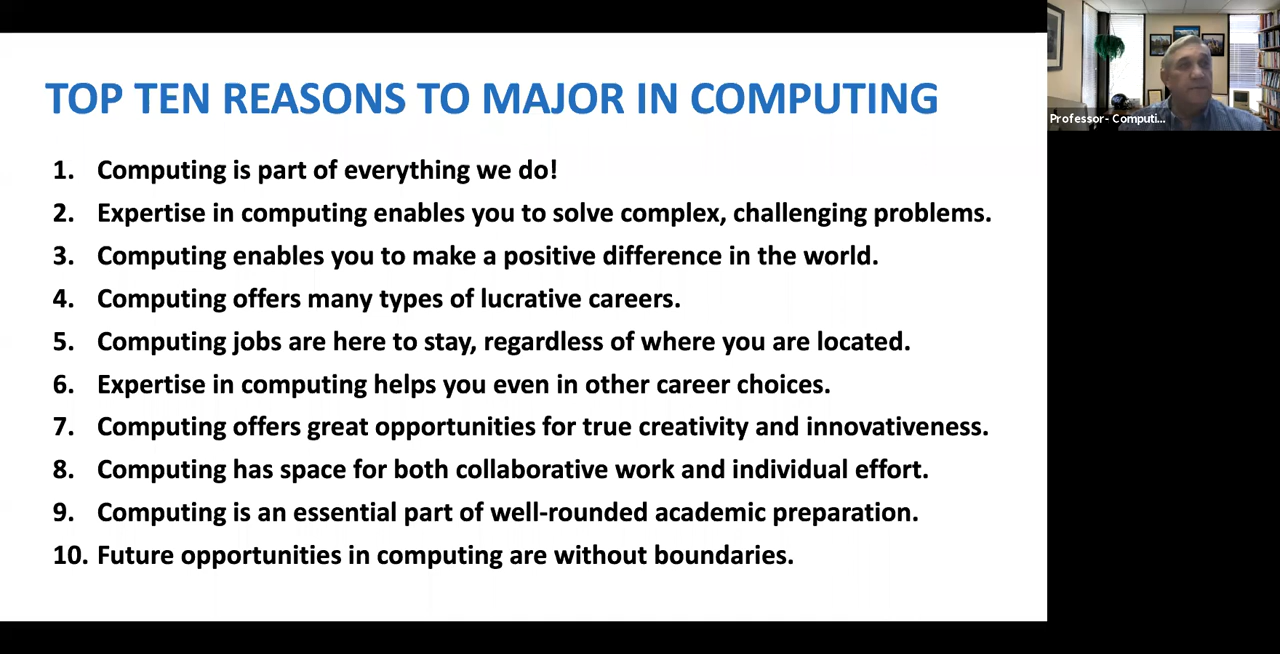 TOP TEN REASONS TO MAJOR IN COMPUTING
1. Computing is part of everything we do!
2. Expertise in computing enables you to solve complex, challenging problems.
3. Computing enables you to make a positive difference in the world.
4. Computing offers many types of lucrative careers.
5. Computing jobs are here to stay, regardless of where you are located.
6. Expertise in computing helps you even in other career choices.
7. Computing offers great opportunities for true creativity and innovativeness.
8. Computing has space for both collaborative work and individual effort.
9. Computing is an essential part of well-rounded academic preparation.
10. Future opportunities in computing are without boundaries.
Professor- Computi...